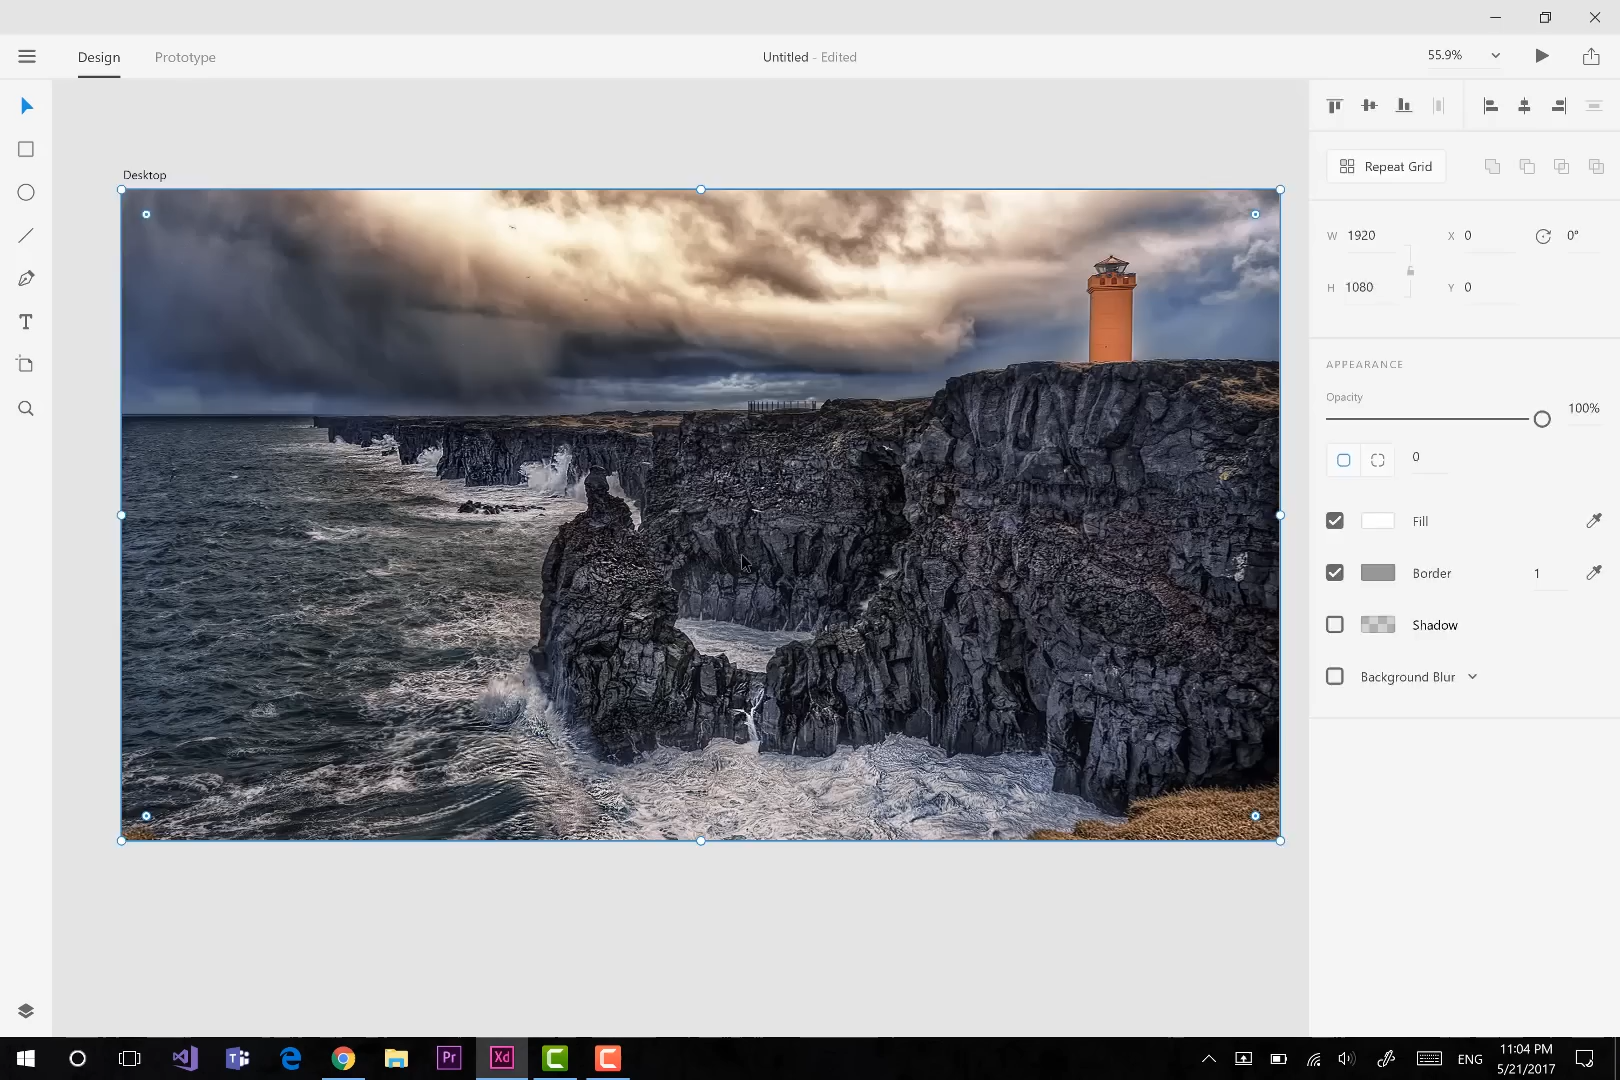 Design
Prototype
Untitled - Edited
55.9%
Desktop
Repeat Grid
W 1920
X 0
0°
H 1080
Y 0
APPEARANCE
Opacity
100%
0
Fill
Border
1
Shadow
Background Blur
T
Pr
Xd
ENG
11:04 PM
5/21/2017